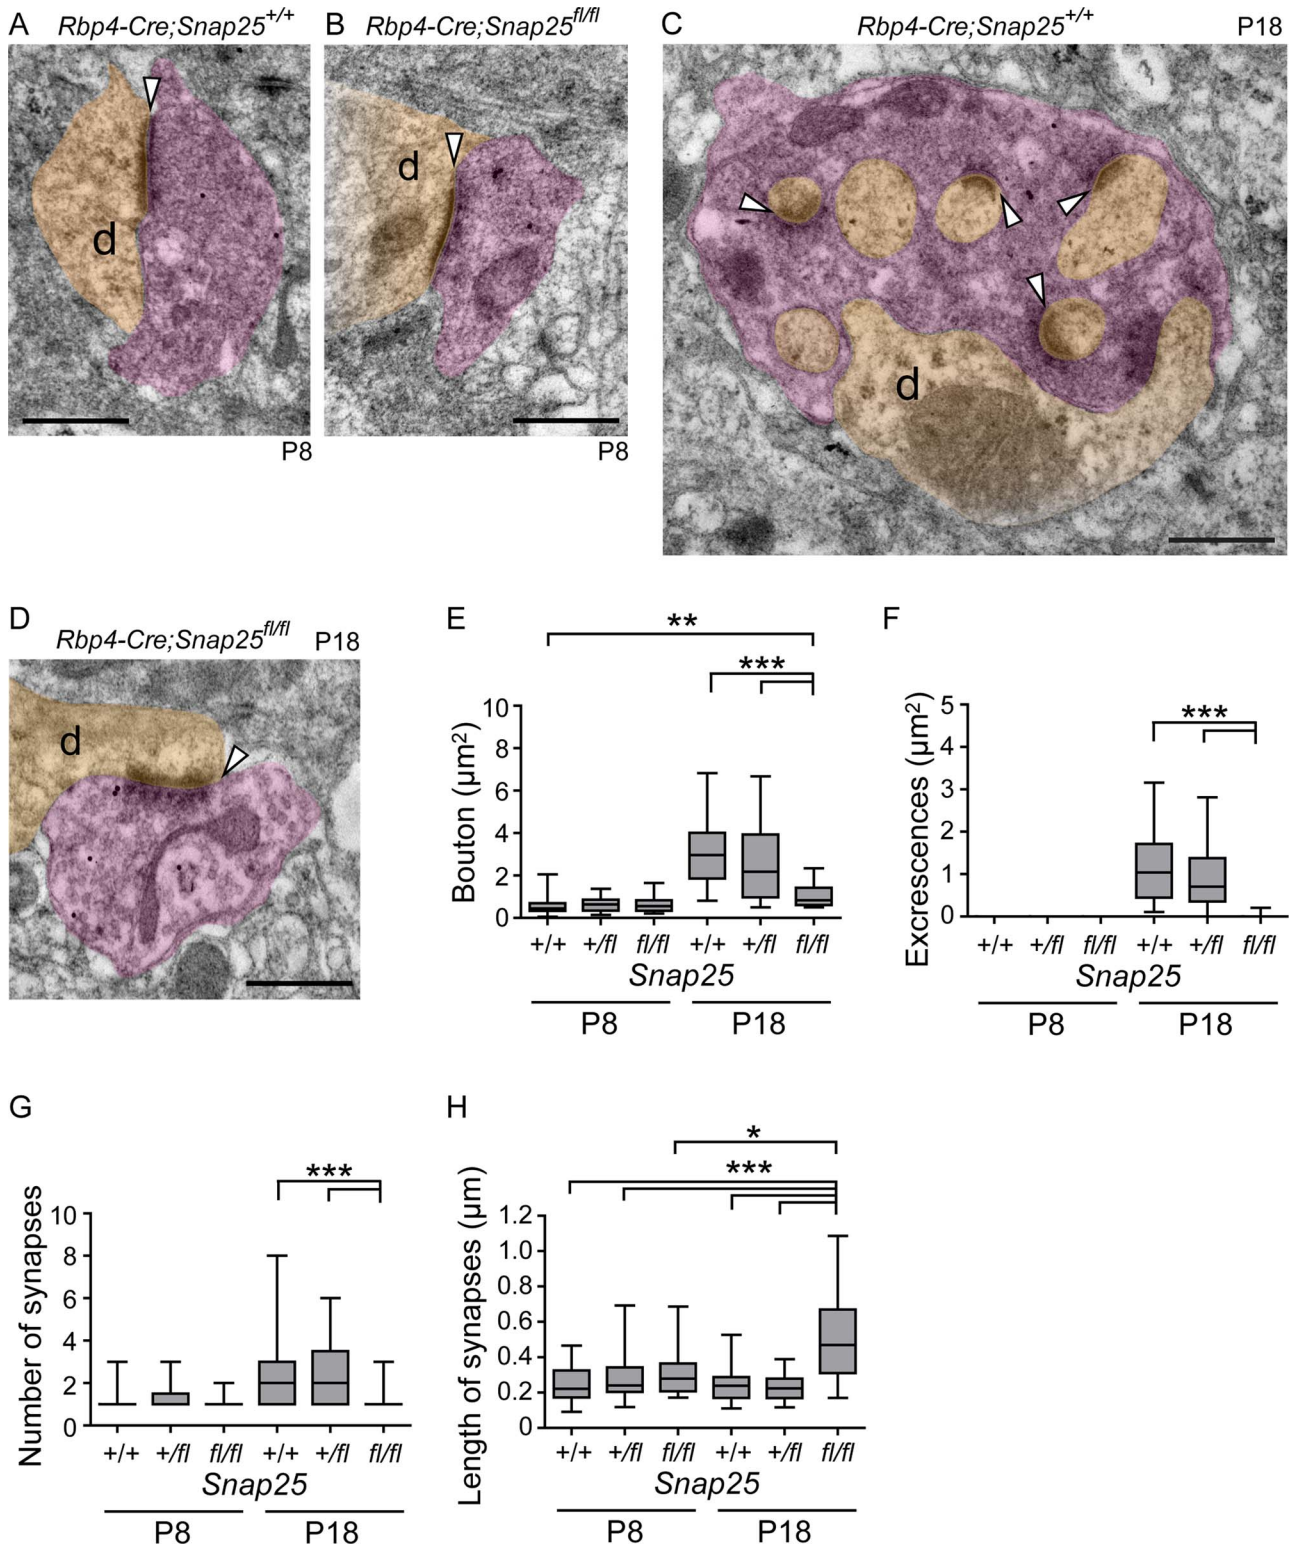 A Rbp4-Cre;Snap25+/+
B Rbp4-Cre;Snap25fl/fl
C Rbp4-Cre;Snap25+/+ P18
d
d
d
P8
P8
D Rbp4-Cre;Snap25fl/fl P18
d
E
**
***
Bouton (µm2)
10
8
6
4
2
0
+/+ +/fl fl/fl +/+ +/fl fl/fl
Snap25
P8 P18
F
***
Excrescences (µm2)
5
4
3
2
1
0
+/+ +/fl fl/fl +/+ +/fl fl/fl
Snap25
P8 P18
G
***
Number of synapses
10
8
6
4
2
0
+/+ +/fl fl/fl +/+ +/fl fl/fl
Snap25
P8 P18
H
*
***
Length of synapses (µm)
1.2
1.0
0.8
0.6
0.4
0.2
0
+/+ +/fl fl/fl +/+ +/fl fl/fl
Snap25
P8 P18